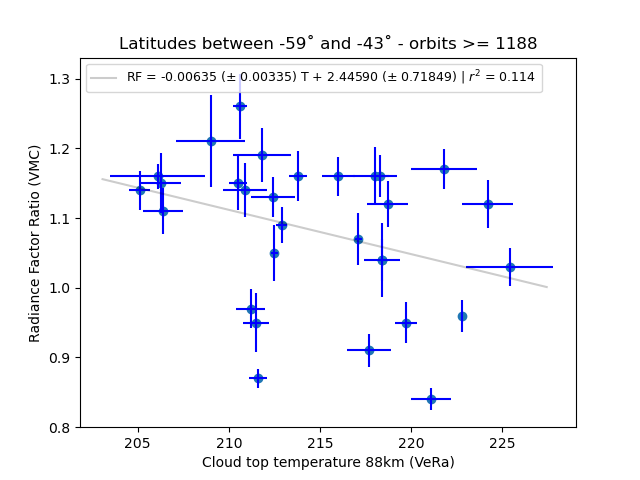 Latitudes between -59˚ and -43˚ - orbits >= 1188
RF = -0.00635 (± 0.00335) T + 2.44590 (± 0.71849) | r² = 0.114
1.3
1.2
1.1
1.0
0.9
0.8
Radiance Factor Ratio (VMC)
205
210
215
220
225
Cloud top temperature 88km (VeRa)